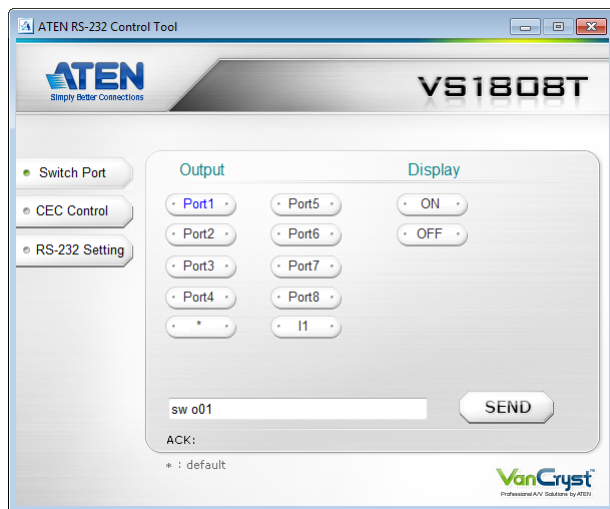 ATEN RS-232 Control Tool
ATEN
Simply Better Connections
VS1808T
Switch Port
CEC Control
RS-232 Setting
Output
Display
Port1
Port5
ON
Port2
Port6
OFF
Port3
Port7
Port4
Port8
*
I1
sw o01
SEND
ACK:
* : default
VanCryst™
Professional A/V Solutions by ATEN